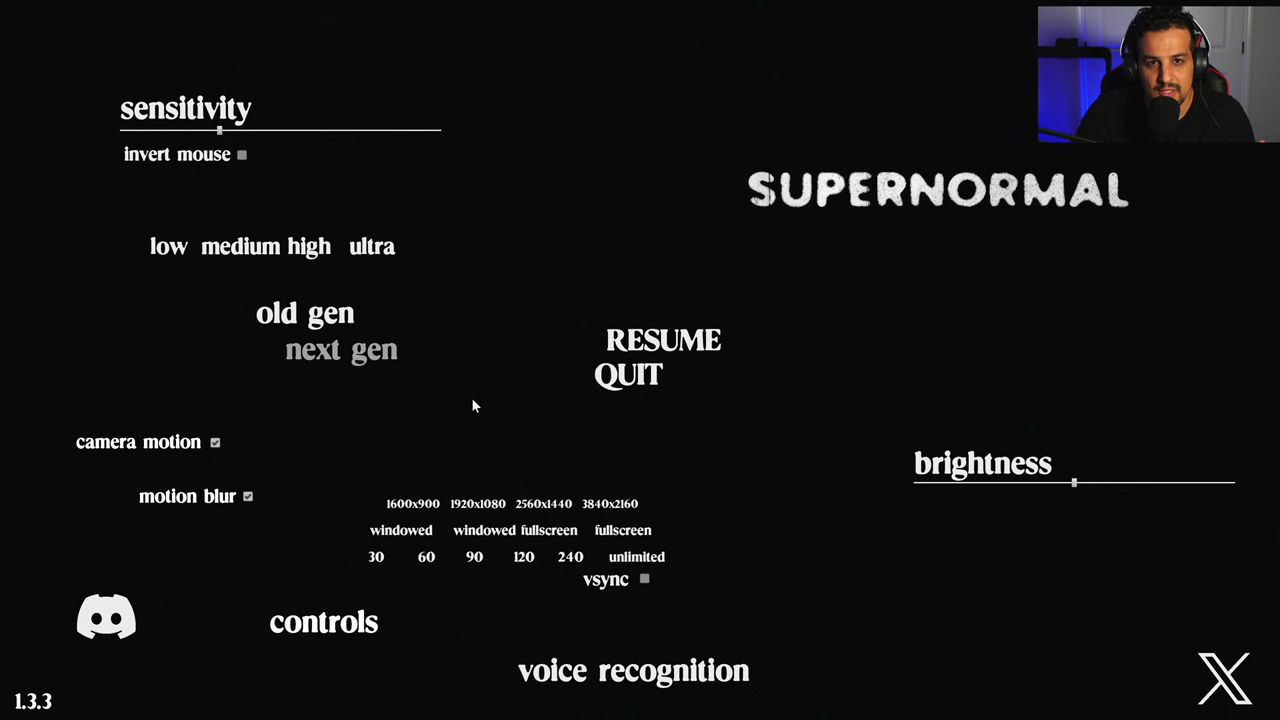 sensitivity
invert mouse
SUPERNORMAL
low medium high ultra
old gen
next gen
RESUME
QUIT
camera motion
brightness
motion blur
1600x900 1920x1080 2560x1440 3840x2160
windowed windowed fullscreen fullscreen
30 60 90 120 240 unlimited
vsync
controls
voice recognition
1.3.3